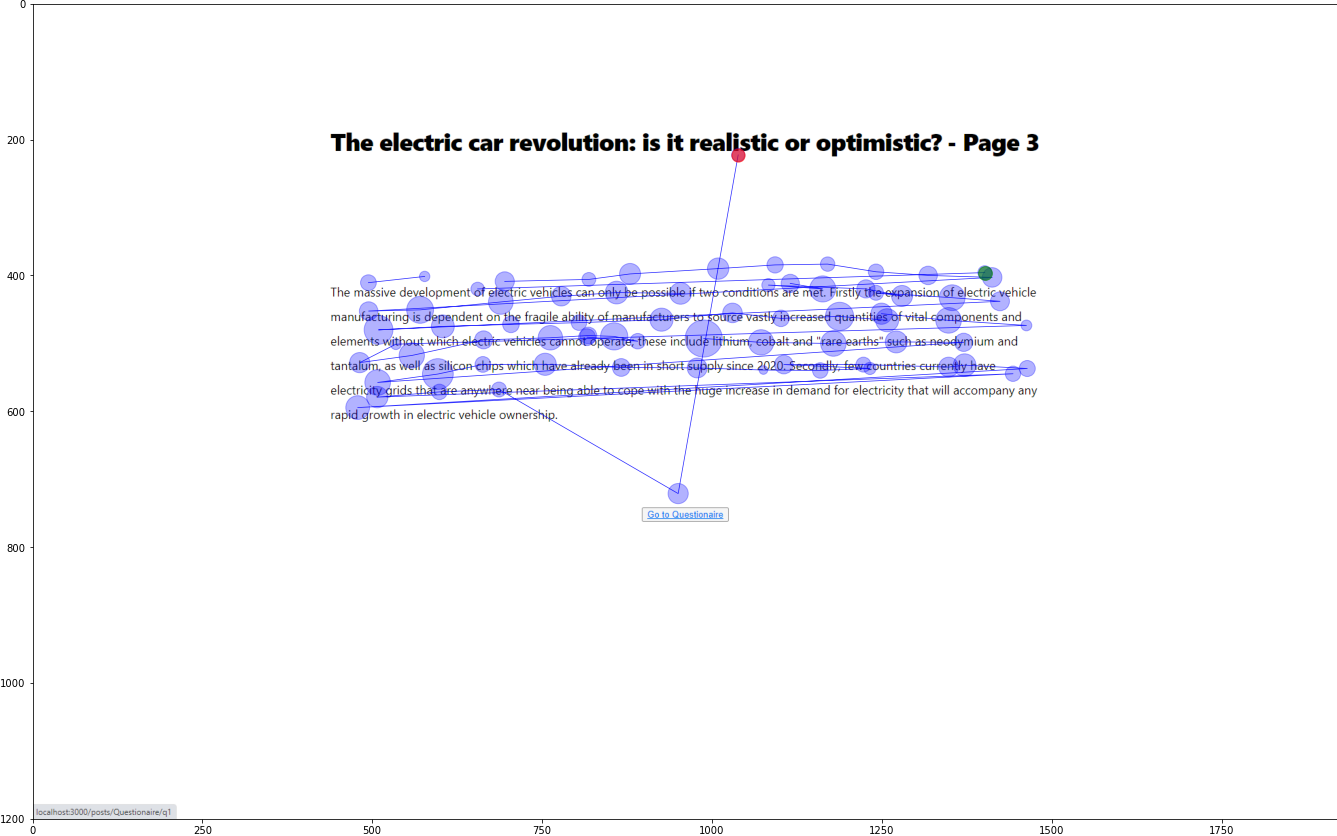 0
200
The electric car revolution: is it realistic or optimistic? - Page 3
400
The massive development of electric vehicles can only be possible if two conditions are met. Firstly the expansion of electric vehicle
manufacturing is dependent on the fragile ability of manufacturers to source vastly increased quantities of vital components and
elements without which electric vehicles cannot operate; these include lithium, cobalt and "rare earths" such as neodymium and
tantalum, as well as silicon chips which have already been in short supply since 2020. Secondly, few countries currently have
electricity grids that are anywhere near being able to cope with the huge increase in demand for electricity that will accompany any
600
rapid growth in electric vehicle ownership.
Go to Questionaire
800
1000
localhost:3000/posts/Questionaire/q1
1200
0 250 500 750 1000 1250 1500 1750